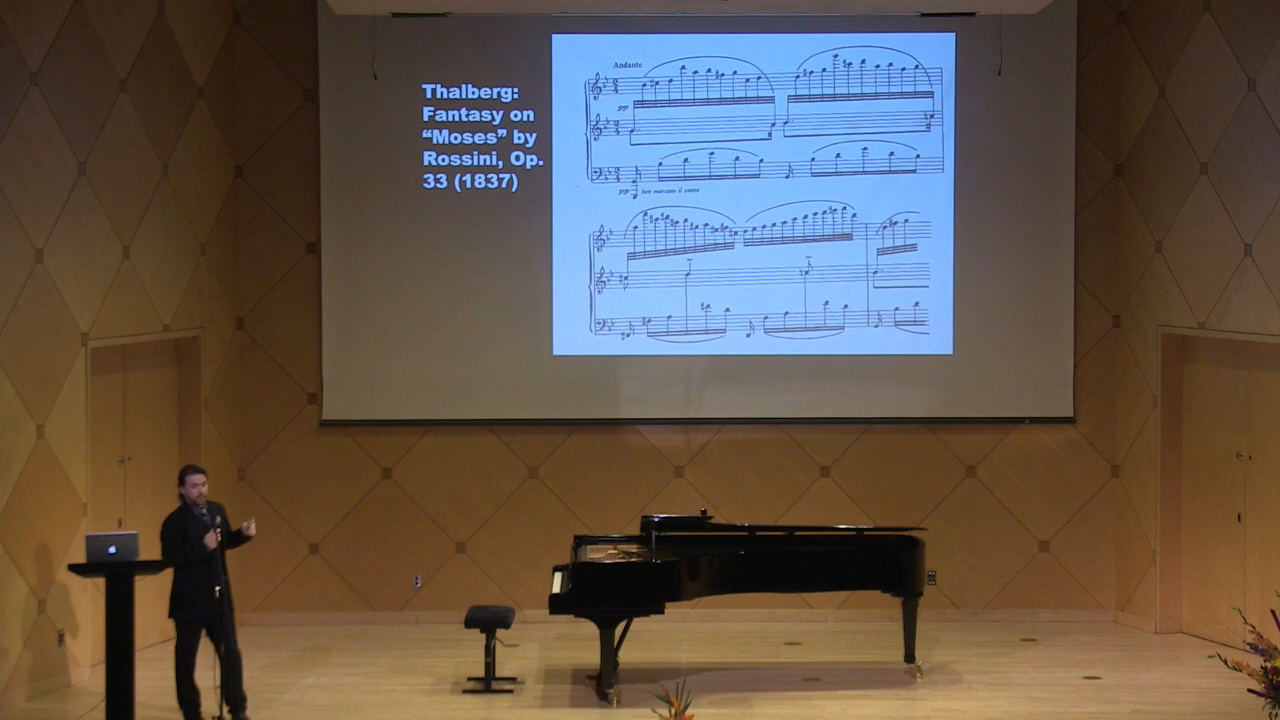 Thalberg:
Fantasy on
“Moses” by
Rossini, Op.
33 (1837)
Andante
pp
pp ben marcato il canto